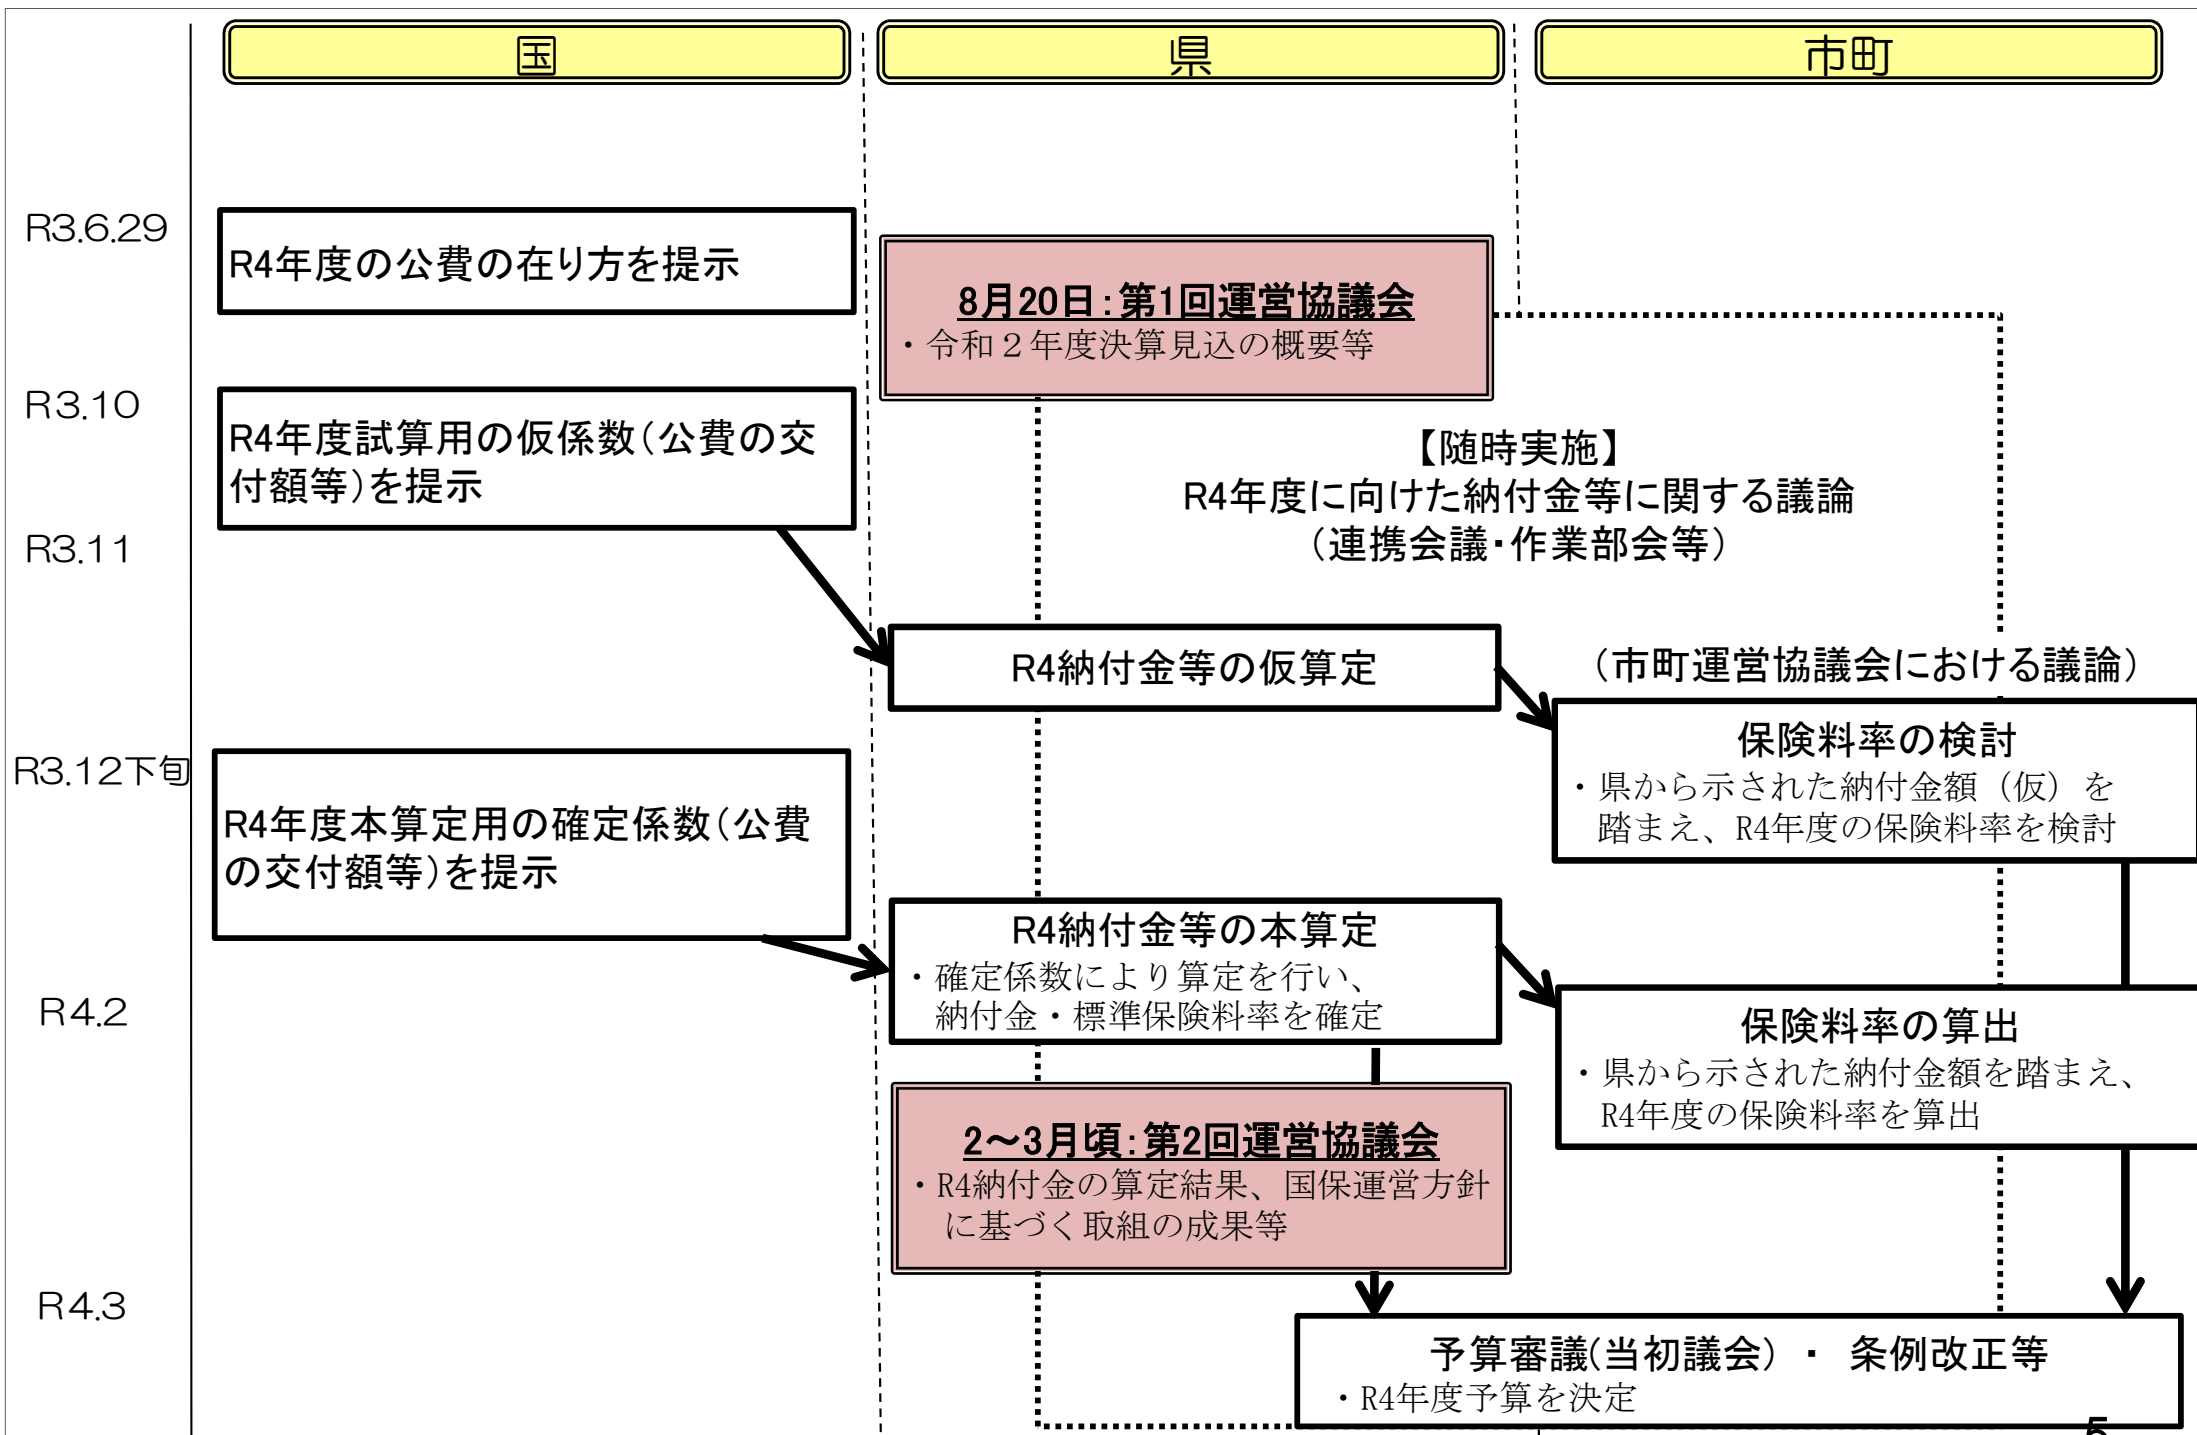 国
県
市町
R3.6.29
R4年度の公費の在り方を提示
8月20日：第1回運営協議会
・令和２年度決算見込の概要等
R3.10
R4年度試算用の仮係数（公費の交
付額等）を提示
【随時実施】
R4年度に向けた納付金等に関する議論
（連携会議・作業部会等）
R3.11
R4納付金等の仮算定
（市町運営協議会における議論）
保険料率の検討
・県から示された納付金額（仮）を
踏まえ、R4年度の保険料率を検討
R3.12下旬
R4年度本算定用の確定係数（公費
の交付額等）を提示
R4納付金等の本算定
・確定係数により算定を行い、
納付金・標準保険料率を確定
R4.2
保険料率の算出
・県から示された納付金額を踏まえ、
R4年度の保険料率を算出
2～3月頃：第2回運営協議会
・R4納付金の算定結果、国保運営方針
に基づく取組の成果等
R4.3
予算審議(当初議会）・ 条例改正等
・R4年度予算を決定
5